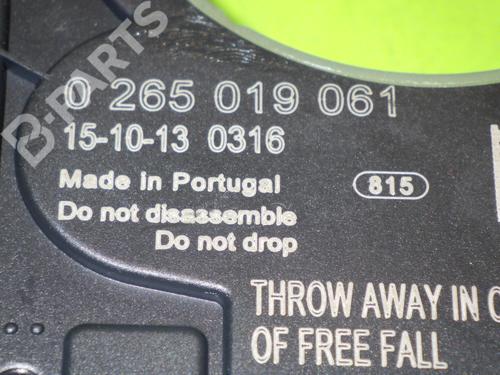 B-PARTS
0 265 019 061
15-10-13 0316
Made in Portugal
815
Do not disassemble
Do not drop
THROW AWAY IN
OF FREE FALL